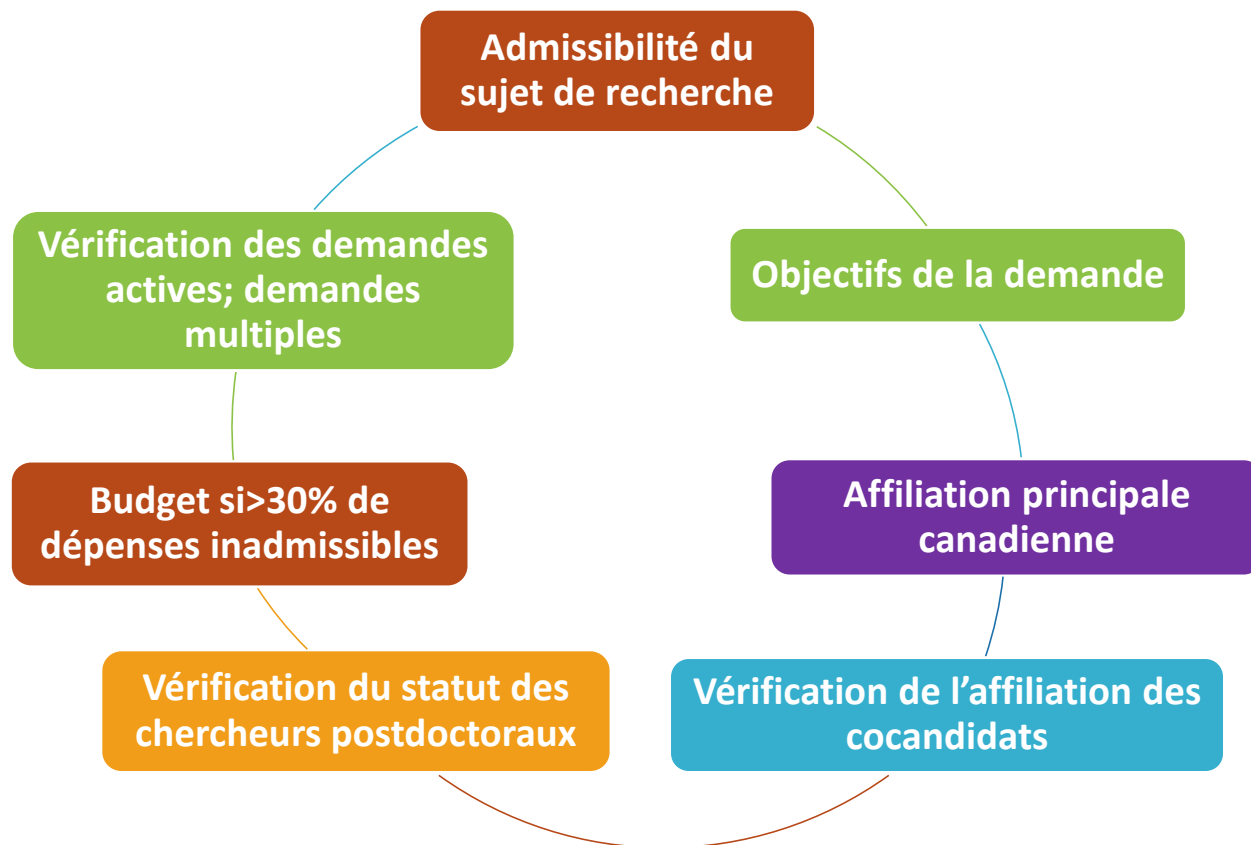 Admissibilité du
sujet de recherche
Objectifs de la demande
Affiliation principale
canadienne
Vérification de l’affiliation des
cocandidats
Vérification du statut des
chercheurs postdoctoraux
Budget si>30% de
dépenses inadmissibles
Vérification des demandes
actives; demandes
multiples